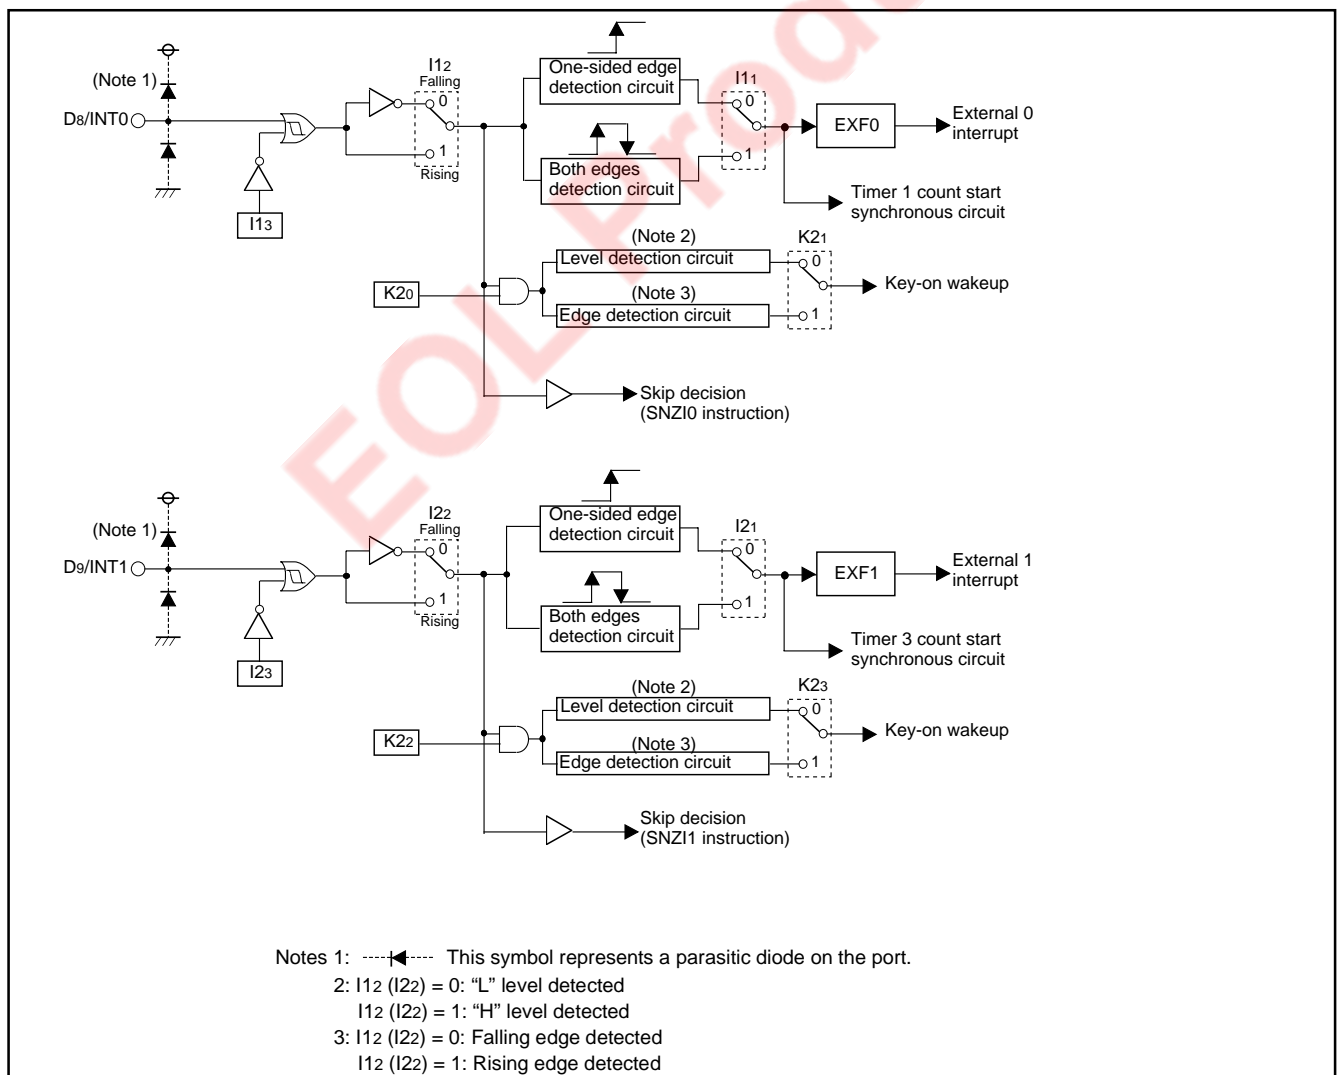 EOL Produ
(Note 1)
D8/INT0
I13
I12
Falling
0
1
Rising
One-sided edge
detection circuit
Both edges
detection circuit
I11
0
1
EXF0
External 0
interrupt
Timer 1 count start
synchronous circuit
K20
(Note 2)
Level detection circuit
(Note 3)
Edge detection circuit
K21
0
1
Key-on wakeup
Skip decision
(SNZI0 instruction)
(Note 1)
D9/INT1
I23
I22
Falling
0
1
Rising
One-sided edge
detection circuit
Both edges
detection circuit
I21
0
1
EXF1
External 1
interrupt
Timer 3 count start
synchronous circuit
K22
(Note 2)
Level detection circuit
(Note 3)
Edge detection circuit
K23
0
1
Key-on wakeup
Skip decision
(SNZI1 instruction)
Notes 1: This symbol represents a parasitic diode on the port.
2: I12 (I22) = 0: “L” level detected
I12 (I22) = 1: “H” level detected
3: I12 (I22) = 0: Falling edge detected
I12 (I22) = 1: Rising edge detected